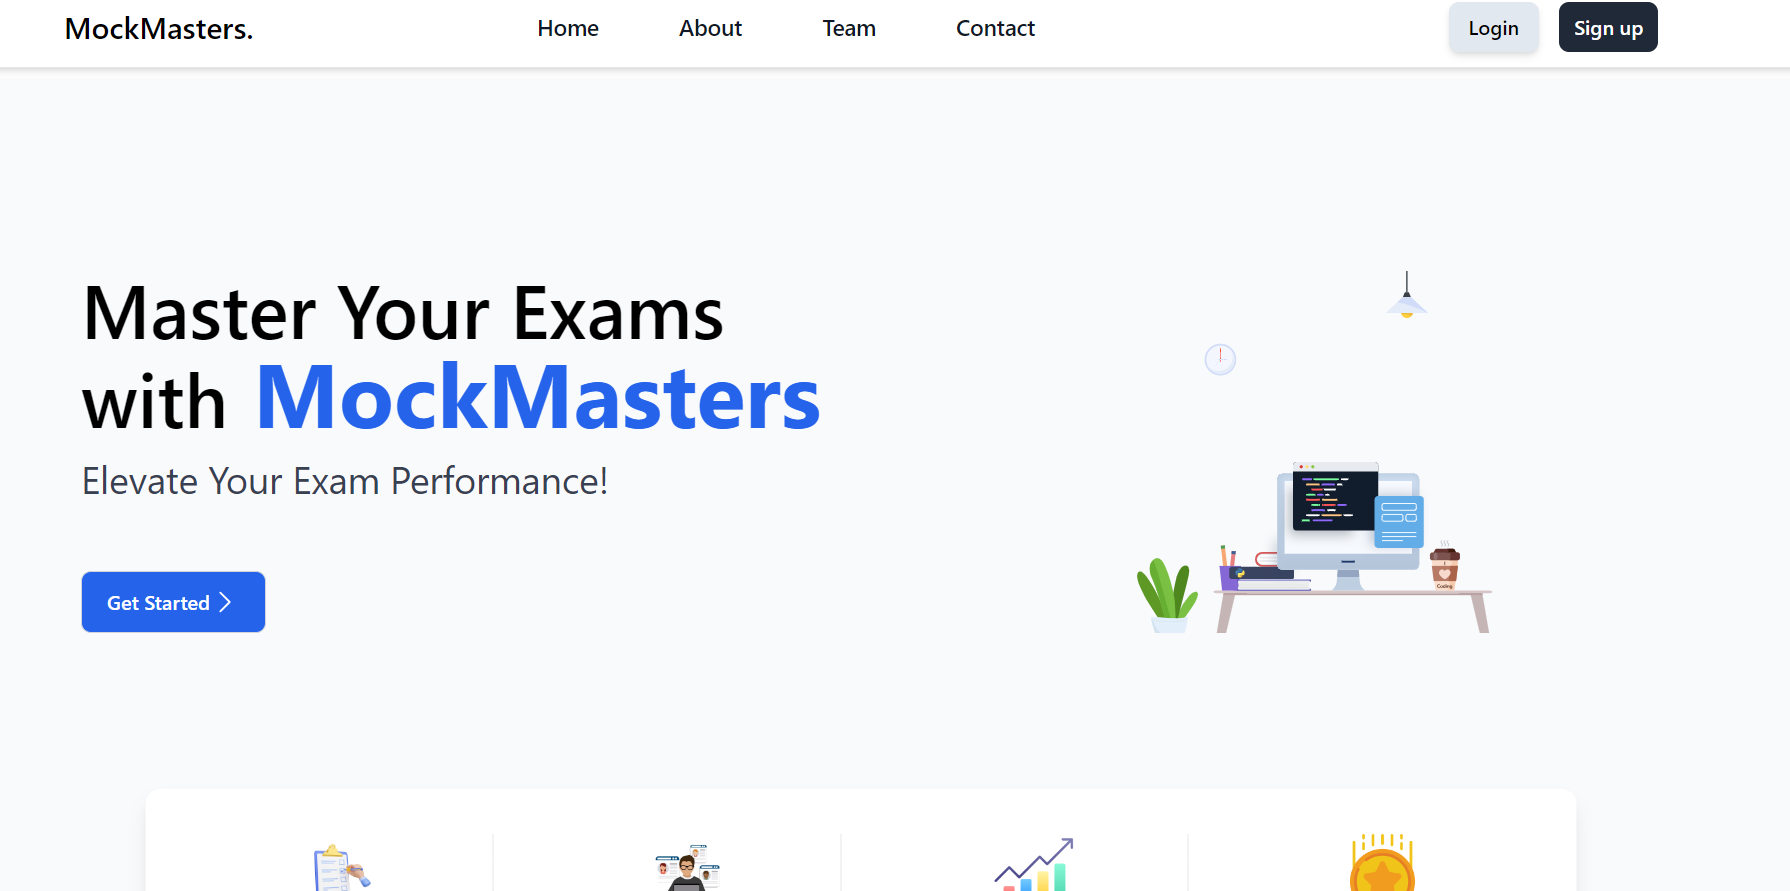 MockMasters.
Home
About
Team
Contact
Login
Sign up
Master Your Exams
with MockMasters
Elevate Your Exam Performance!
Get Started
Coding